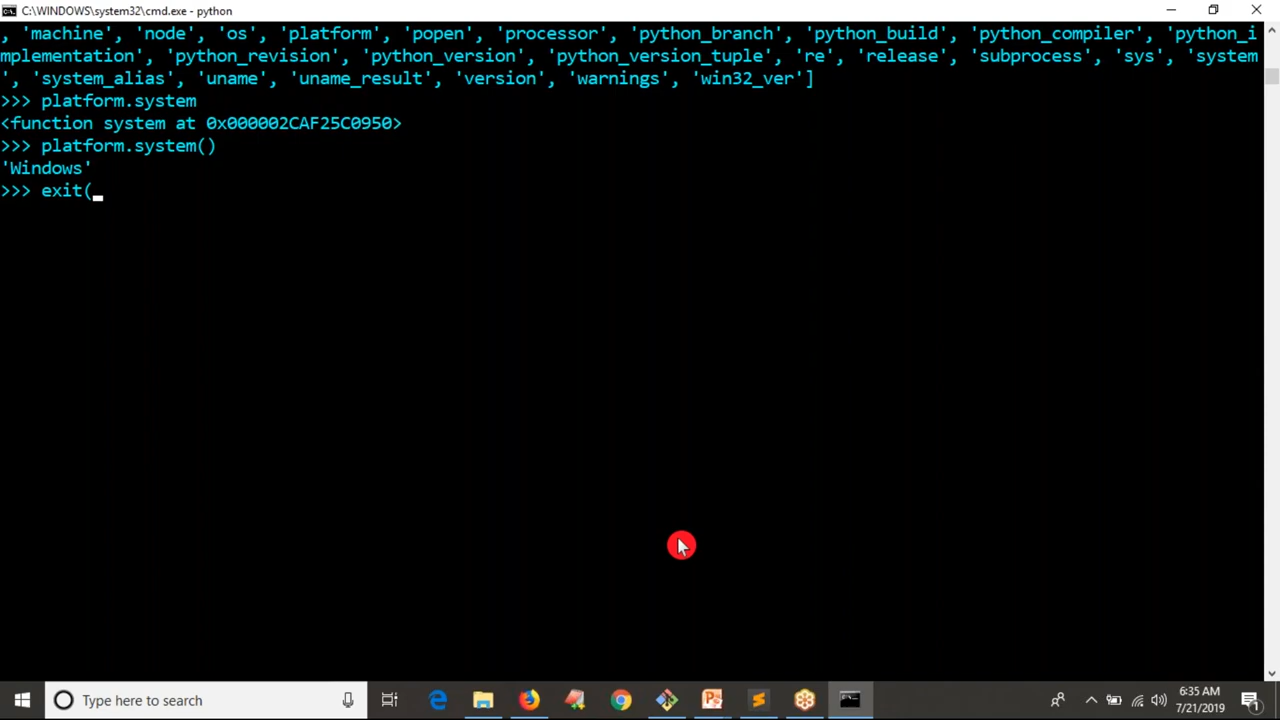 C:\WINDOWS\system32\cmd.exe - python
, 'machine', 'node', 'os', 'platform', 'popen', 'processor', 'python_branch', 'python_build', 'python_compiler', 'python_i
mplementation', 'python_revision', 'python_version', 'python_version_tuple', 're', 'release', 'subprocess', 'sys', 'system
', 'system_alias', 'uname', 'uname_result', 'version', 'warnings', 'win32_ver']
>>> platform.system
<function system at 0x000002CAF25C0950>
>>> platform.system()
'Windows'
>>> exit(
Type here to search
6:35 AM
7/21/2019
1